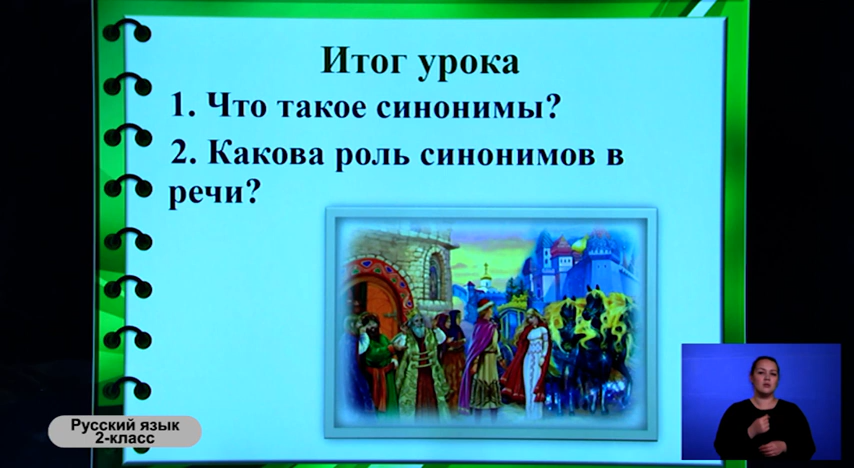 Итог урока
1. Что такое синонимы?
2. Какова роль синонимов в
речи?
Русский язык
2-класс